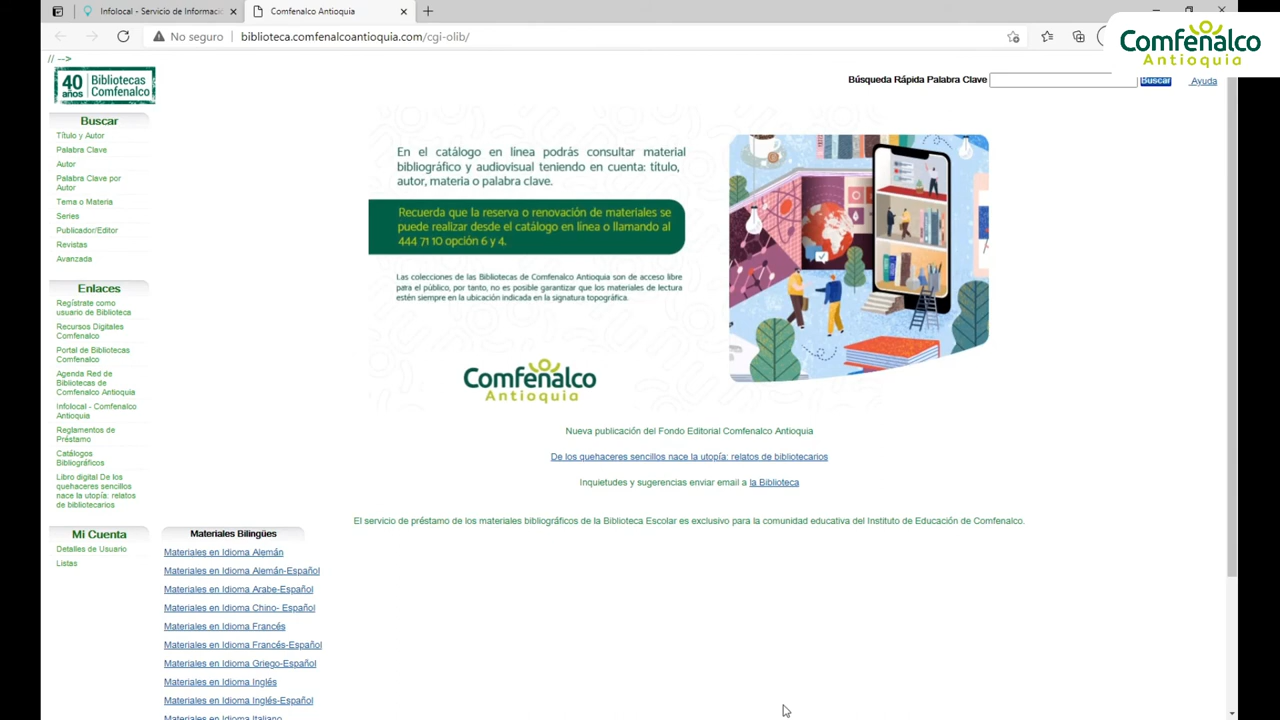 Infolocal - Servicio de Informaci
Comfenalco Antioquia
No seguro
biblioteca.comfenalcoantioquia.com/cgi-olib/
Comfenalco
Antioquia
// -->
40 años
Bibliotecas
Comfenalco
Búsqueda Rápida Palabra Clave
Buscar
Ayuda
Buscar
Título y Autor
Palabra Clave
Autor
Palabra Clave por
Autor
Tema o Materia
Series
Publicador/Editor
Revistas
Avanzada
Enlaces
Regístrate como
usuario de Biblioteca
Recursos Digitales
Comfenalco
Portal de Bibliotecas
Comfenalco
Agenda Red de
Bibliotecas de
Comfenalco Antioquia
Infolocal - Comfenalco
Antioquia
Reglamentos de
Préstamo
Catálogos
Bibliográficos
Libro digital De los
quehaceres sencillos
nace la utopía: relatos
de bibliotecarios
Mi Cuenta
Detalles de Usuario
Listas
En el catálogo en línea podrás consultar material
bibliográfico y audiovisual teniendo en cuenta: título,
autor, materia o palabra clave.
Recuerda que la reserva o renovación de materiales se
puede realizar desde el catálogo en línea o llamando al
444 71 10 opción 6 y 4.
Las colecciones de las Bibliotecas de Comfenalco Antioquia son de acceso libre
para el público, por tanto, no es posible garantizar que los materiales de lectura
estén siempre en la ubicación indicada en la signatura topográfica.
Comfenalco
Antioquia
Nueva publicación del Fondo Editorial Comfenalco Antioquia
De los quehaceres sencillos nace la utopía: relatos de bibliotecarios
Inquietudes y sugerencias enviar email a la Biblioteca
El servicio de préstamo de los materiales bibliográficos de la Biblioteca Escolar es exclusivo para la comunidad educativa del Instituto de Educación de Comfenalco.
Materiales Bilingües
Materiales en Idioma Alemán
Materiales en Idioma Alemán-Español
Materiales en Idioma Arabe-Español
Materiales en Idioma Chino- Español
Materiales en Idioma Francés
Materiales en Idioma Francés-Español
Materiales en Idioma Griego-Español
Materiales en Idioma Inglés
Materiales en Idioma Inglés-Español
Materiales en Idioma Italiano